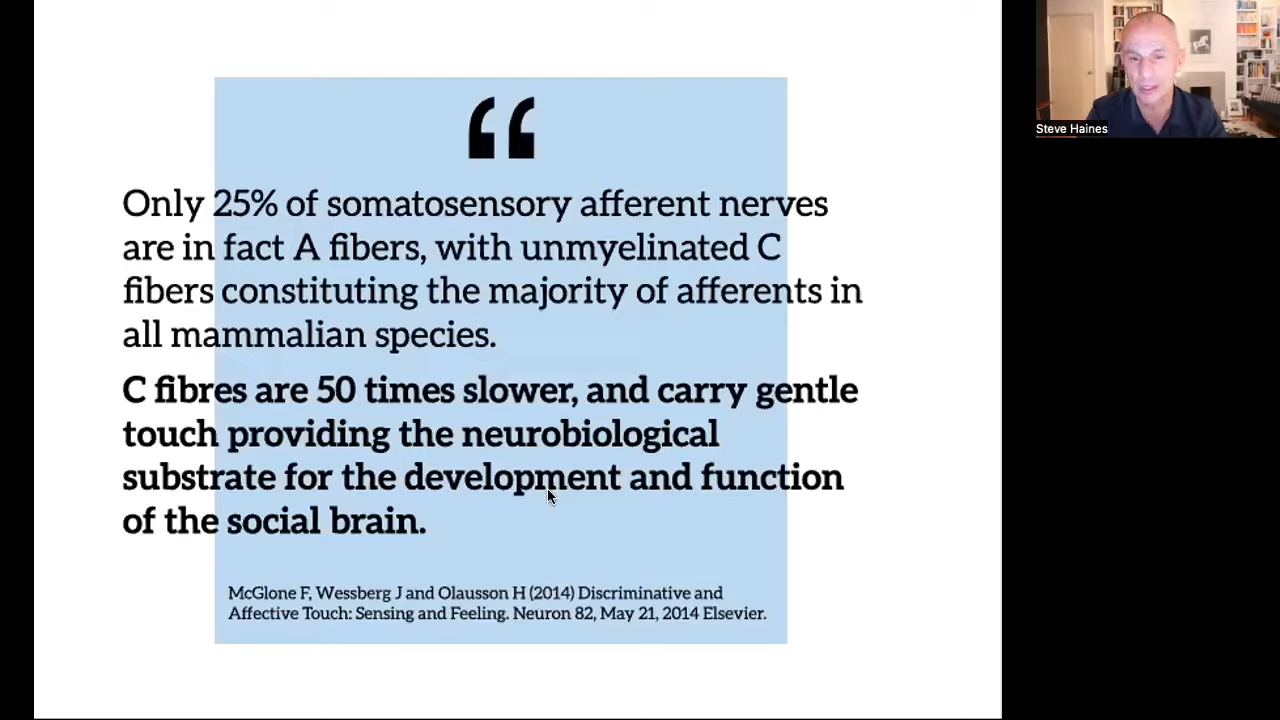 “
Only 25% of somatosensory afferent nerves
are in fact A fibers, with unmyelinated C
fibers constituting the majority of afferents in
all mammalian species.
C fibres are 50 times slower, and carry gentle
touch providing the neurobiological
substrate for the development and function
of the social brain.
McGlone F, Wessberg J and Olausson H (2014) Discriminative and
Affective Touch: Sensing and Feeling. Neuron 82, May 21, 2014 Elsevier.
Steve Haines